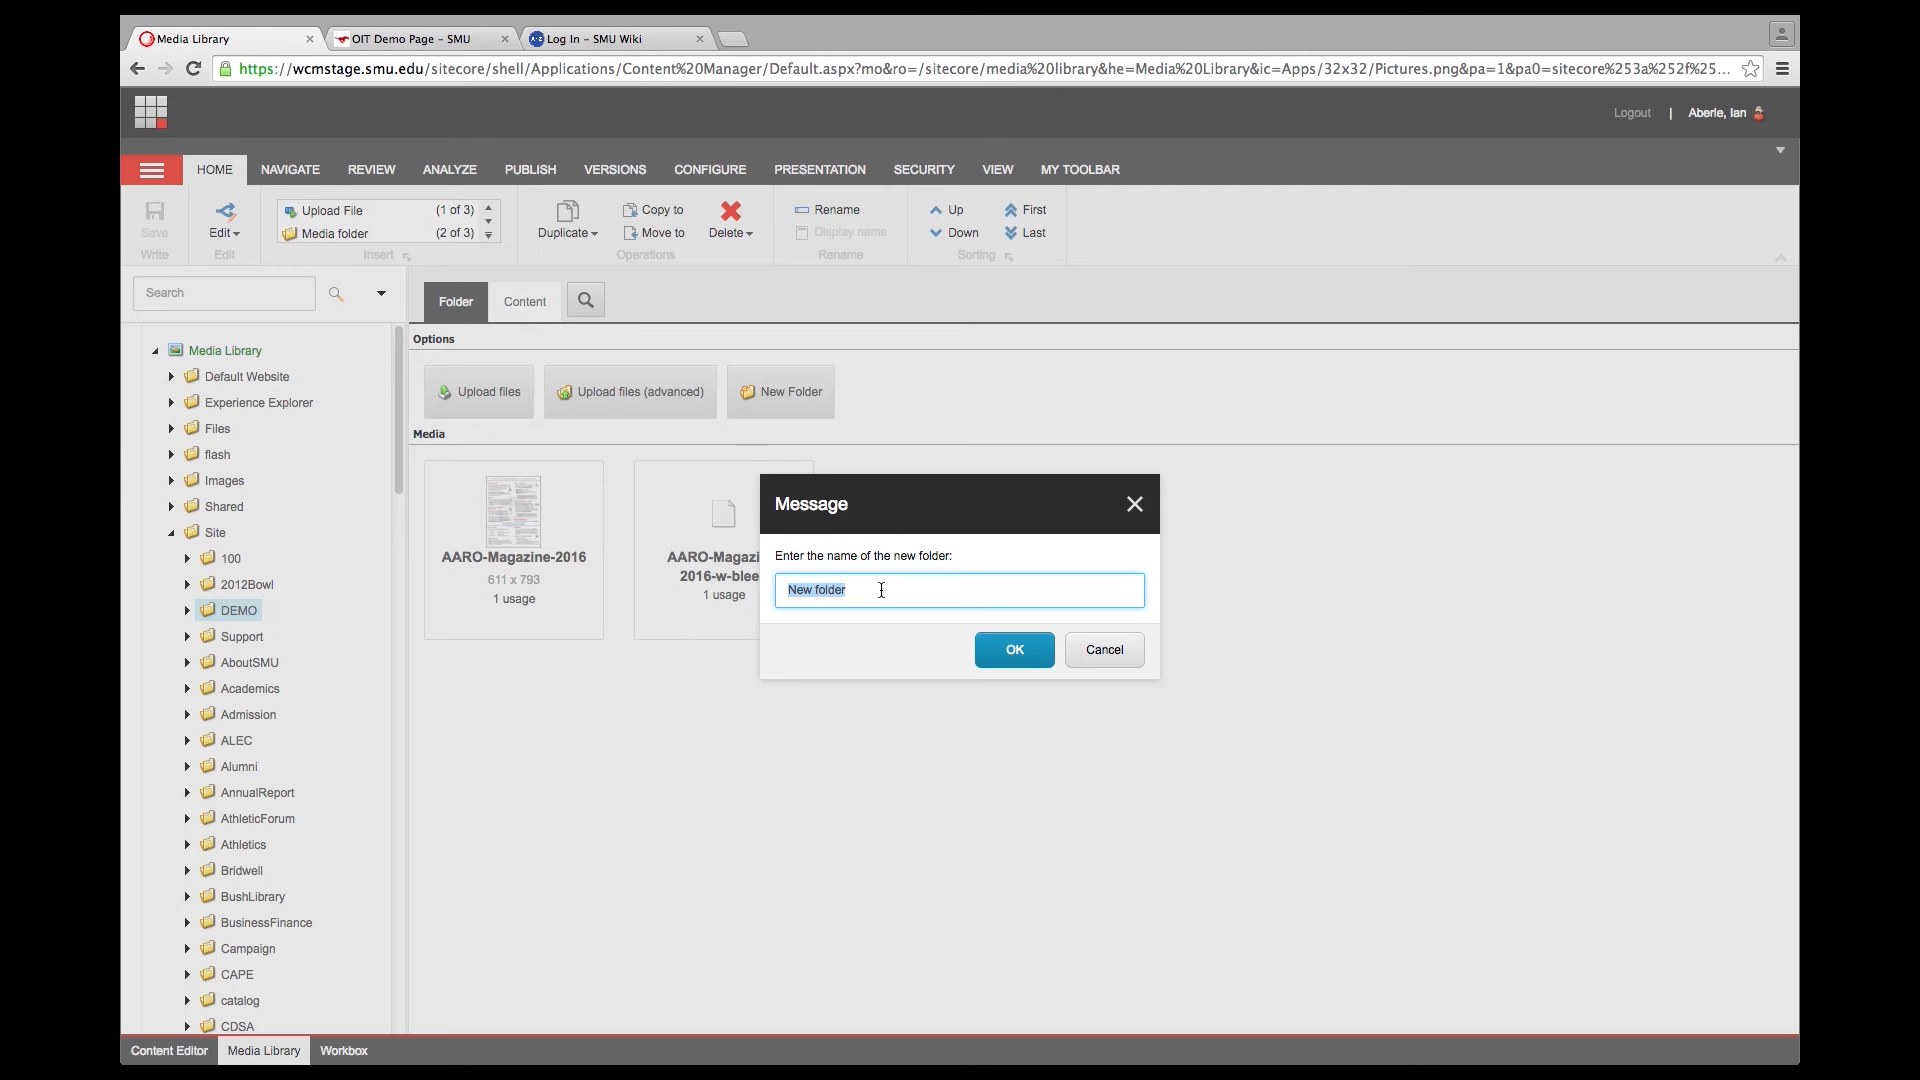 Media Library
OIT Demo Page – SMU
Log In – SMU Wiki
https://wcmstage.smu.edu/sitecore/shell/Applications/Content%20Manager/Default.aspx?mo&ro=/sitecore/media%20library&he=Media%20Library&ic=Apps/32x32/Pictures.png&pa=1&pa0=sitecore%253a%252f%25...
Logout | Aberle, Ian
HOME NAVIGATE REVIEW ANALYZE PUBLISH VERSIONS CONFIGURE PRESENTATION SECURITY VIEW MY TOOLBAR
Save
Write
Edit
Edit
Upload File (1 of 3)
Media folder (2 of 3)
Insert
Duplicate
Copy to
Move to
Delete
Operations
Rename
Display name
Rename
Up
Down
First
Last
Sorting
Search
Media Library
Default Website
Experience Explorer
Files
flash
Images
Shared
Site
100
2012Bowl
DEMO
Support
AboutSMU
Academics
Admission
ALEC
Alumni
AnnualReport
AthleticForum
Athletics
Bridwell
BushLibrary
BusinessFinance
Campaign
CAPE
catalog
CDSA
Folder Content
Options
Upload files
Upload files (advanced)
New Folder
Media
AARO-Magazine-2016
611 x 793
1 usage
AARO-Magazi
2016-w-blee
1 usage
Message
Enter the name of the new folder:
New folder
OK Cancel
Content Editor Media Library Workbox